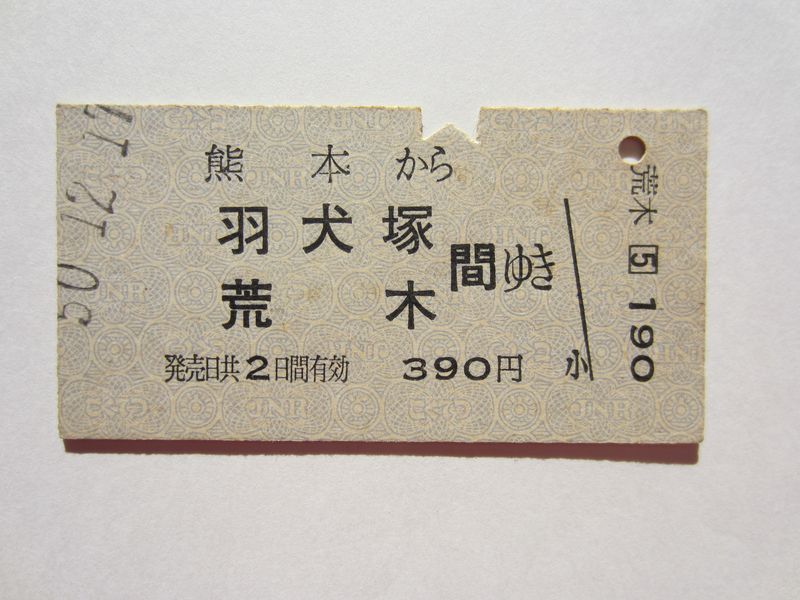 50.12.17
熊本から
羽犬塚
荒木
間ゆき
発売日共2日間有効
390円
小
荒木 5 190